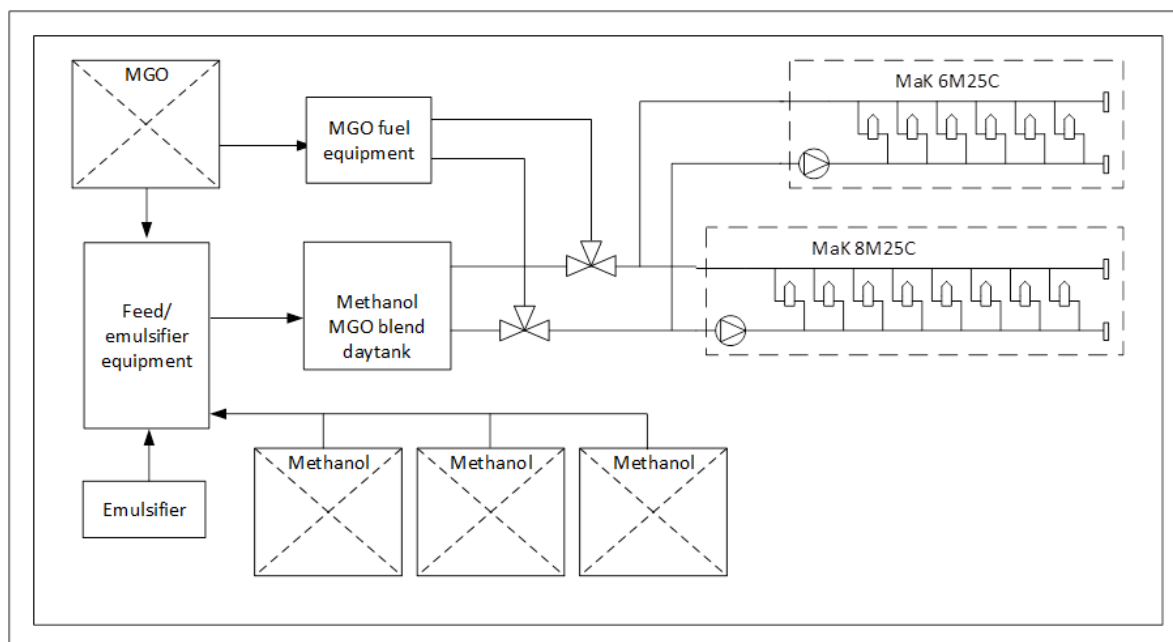 MGO
MaK 6M25C
MGO fuel
equipment
MaK 8M25C
Feed/
emulsifier
equipment
Methanol
MGO blend
daytank
Methanol
Methanol
Methanol
Emulsifier